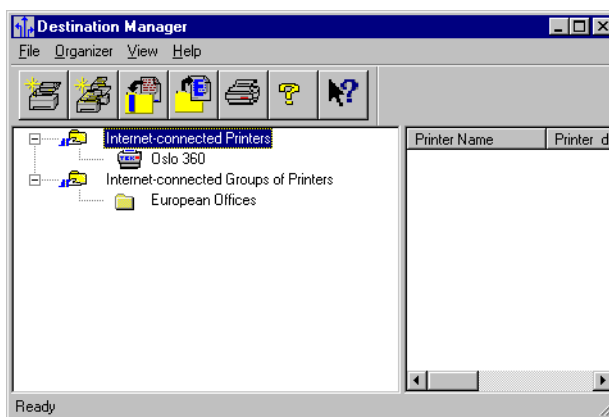 Destination Manager
File Organizer View Help
Internet-connected Printers
TEK
Oslo 360
Internet-connected Groups of Printers
European Offices
Printer Name Printer d
Ready